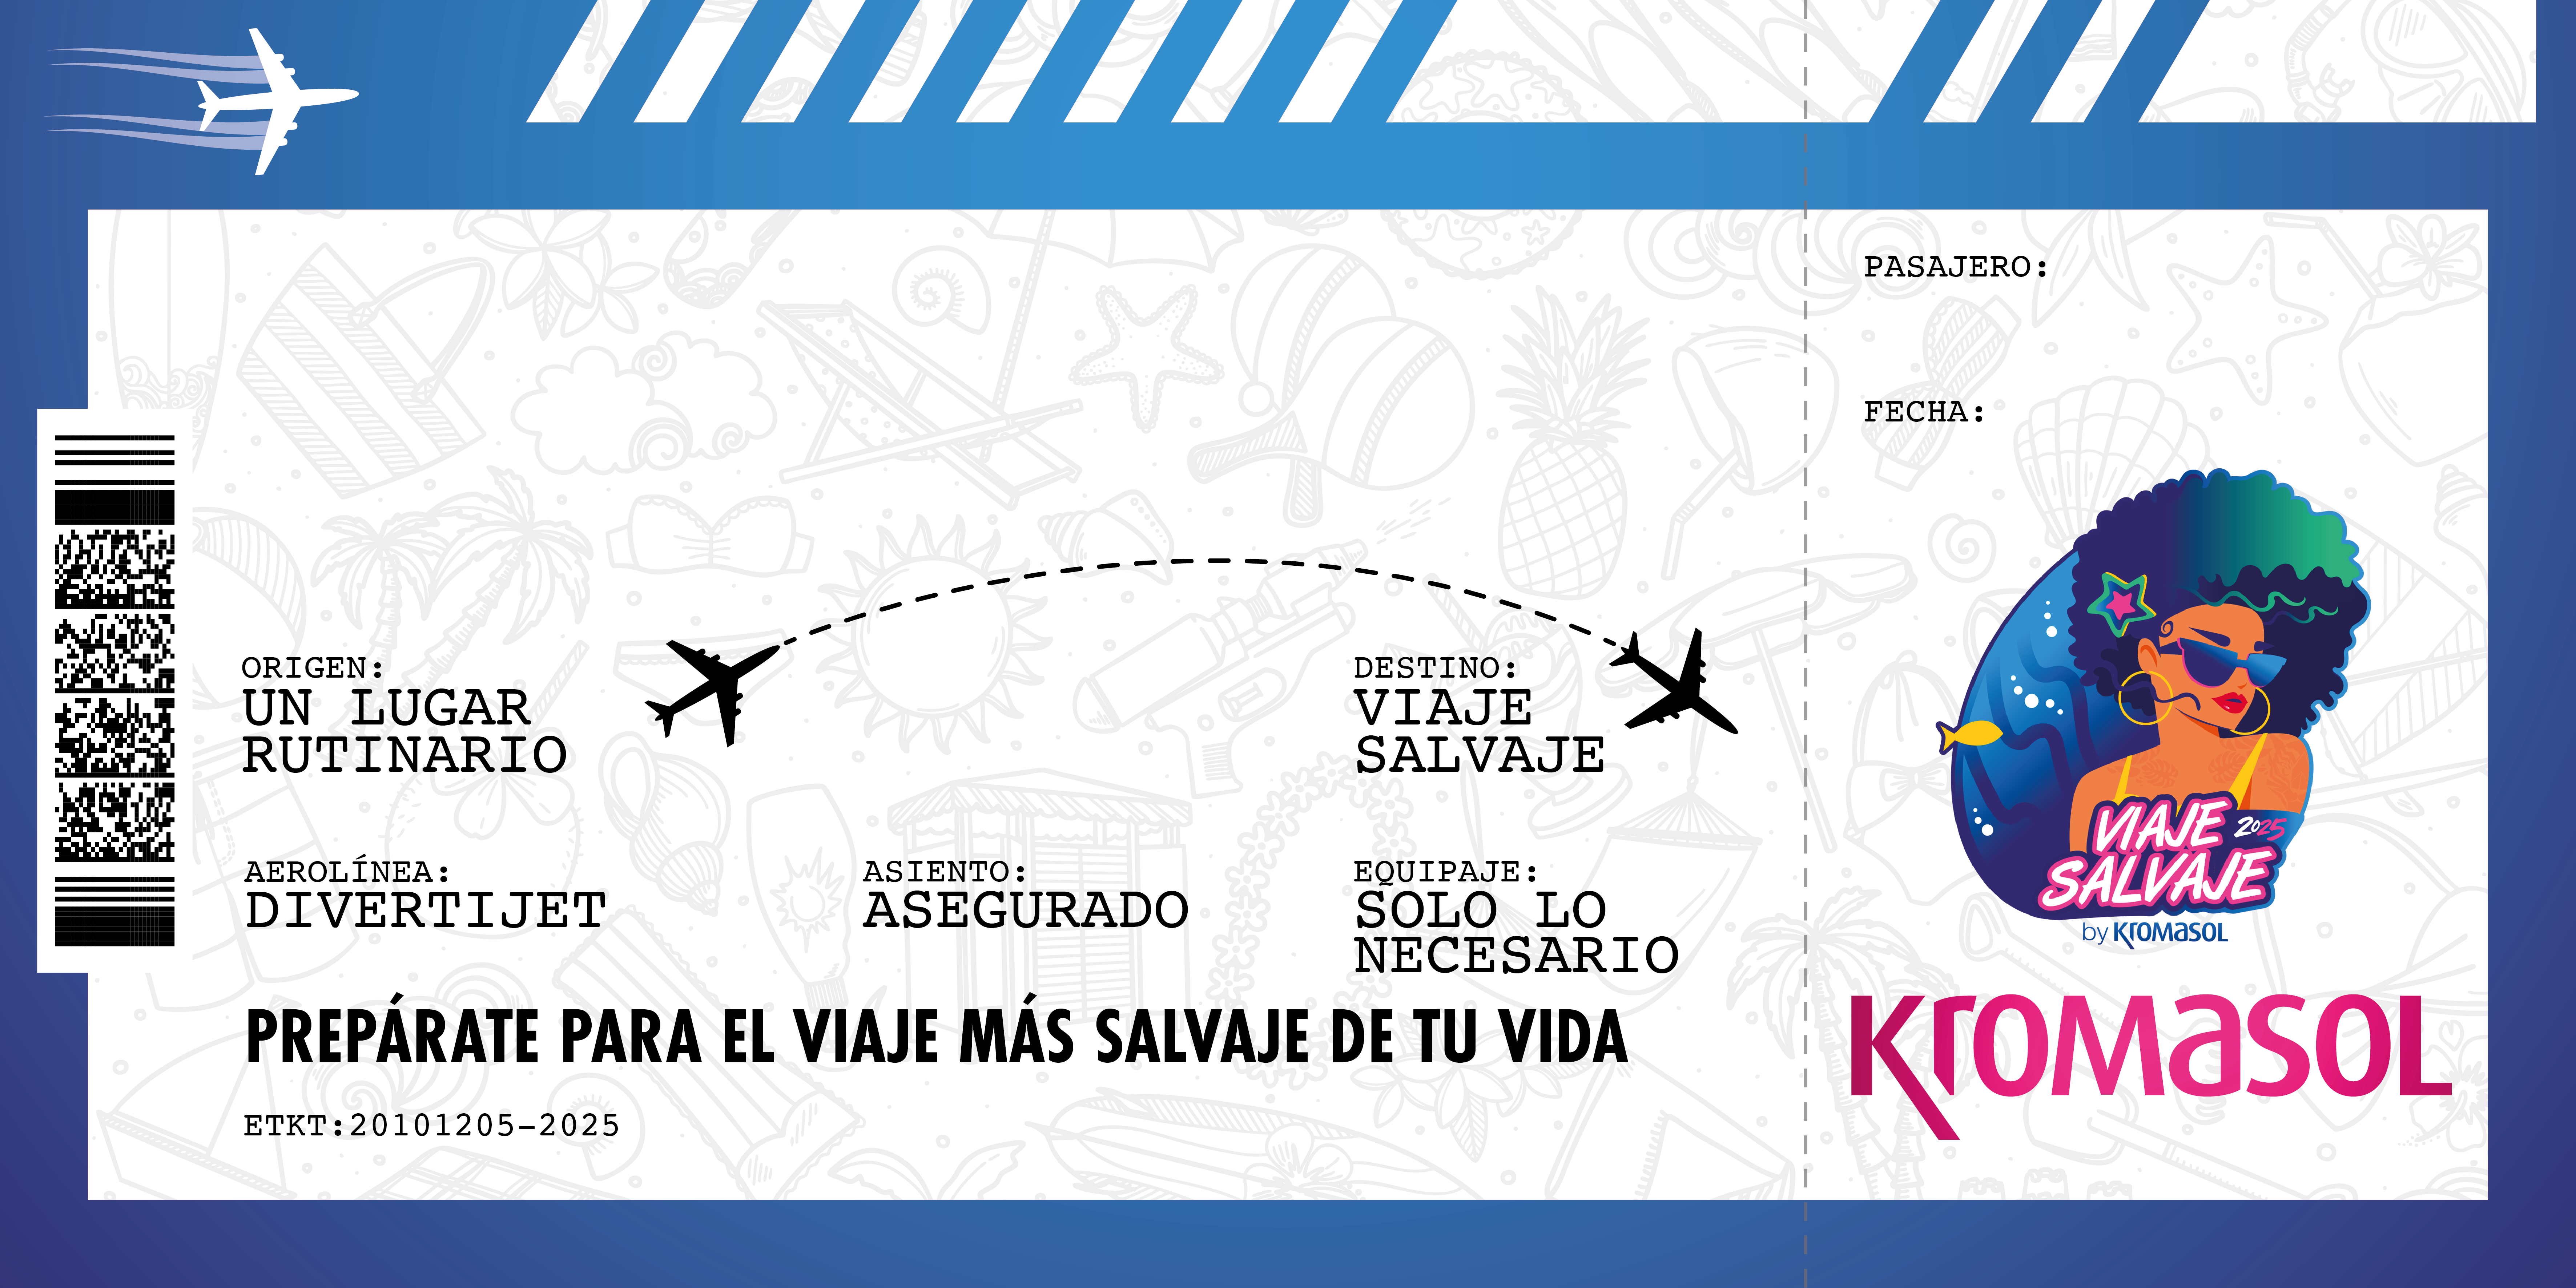 PASAJERO:
FECHA:
ORIGEN:
UN LUGAR
RUTINARIO
DESTINO:
VIAJE
SALVAJE
AEROLÍNEA:
DIVERTIJET
ASIENTO:
ASEGURADO
EQUIPAJE:
SOLO LO
NECESARIO
PREPÁRATE PARA EL VIAJE MÁS SALVAJE DE TU VIDA
ETKT:20101205-2025
VIAJE 2025
SALVAJE
by KROMASOL
KROMASOL